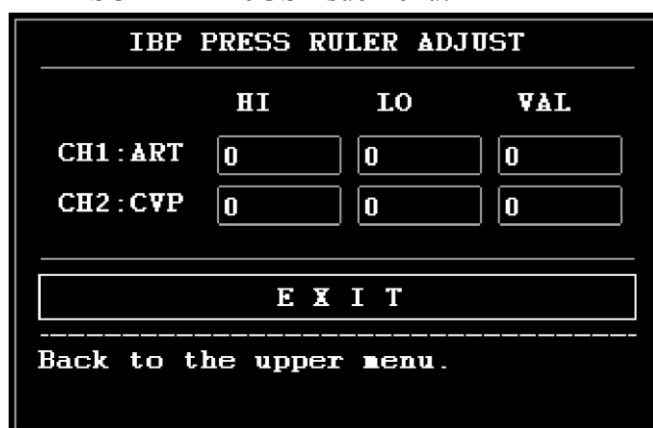 IBP PRESS RULER ADJUST
HI LO VAL
CH1:ART 0 0 0
CH2:CVP 0 0 0
E X I T
Back to the upper menu.